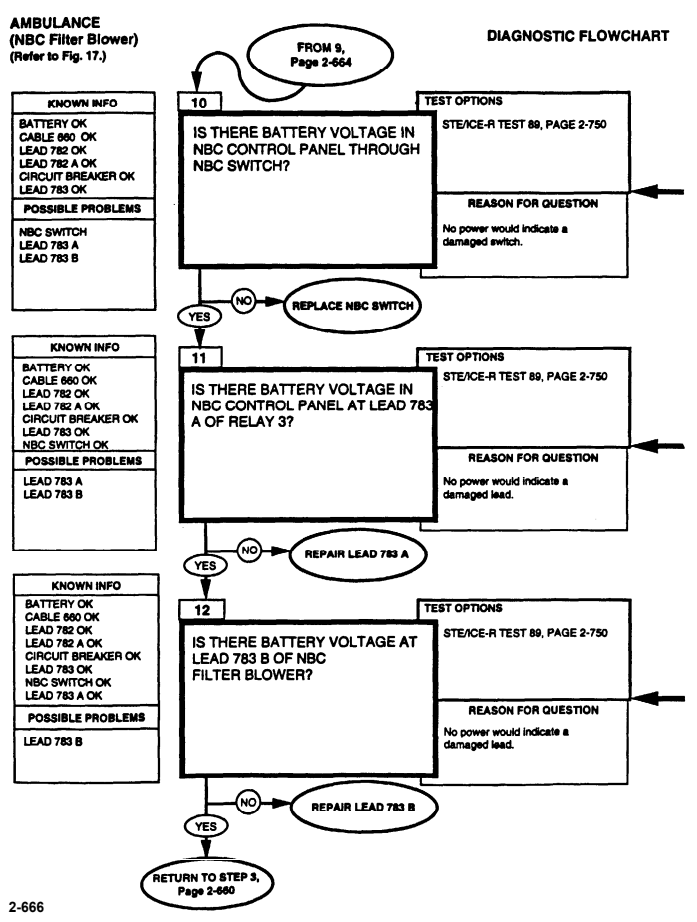 AMBULANCE
(NBC Filter Blower)
(Refer to Fig. 17.)
DIAGNOSTIC FLOWCHART
FROM 9,
Page 2-664
KNOWN INFO
BATTERY OK
CABLE 660 OK
LEAD 782 OK
LEAD 782 A OK
CIRCUIT BREAKER OK
LEAD 783 OK
POSSIBLE PROBLEMS
NBC SWITCH
LEAD 783 A
LEAD 783 B
10
IS THERE BATTERY VOLTAGE IN
NBC CONTROL PANEL THROUGH
NBC SWITCH?
TEST OPTIONS
STE/ICE-R TEST 89, PAGE 2-750
REASON FOR QUESTION
No power would indicate a
damaged switch.
NO
REPLACE NBC SWITCH
YES
KNOWN INFO
BATTERY OK
CABLE 660 OK
LEAD 782 OK
LEAD 782 A OK
CIRCUIT BREAKER OK
LEAD 783 OK
NBC SWITCH OK
POSSIBLE PROBLEMS
LEAD 783 A
LEAD 783 B
11
IS THERE BATTERY VOLTAGE IN
NBC CONTROL PANEL AT LEAD 783
A OF RELAY 3?
TEST OPTIONS
STE/ICE-R TEST 89, PAGE 2-750
REASON FOR QUESTION
No power would indicate a
damaged lead.
NO
REPAIR LEAD 783 A
YES
KNOWN INFO
BATTERY OK
CABLE 660 OK
LEAD 782 OK
LEAD 782 A OK
CIRCUIT BREAKER OK
LEAD 783 OK
NBC SWITCH OK
LEAD 783 A OK
POSSIBLE PROBLEMS
LEAD 783 B
12
IS THERE BATTERY VOLTAGE AT
LEAD 783 B OF NBC
FILTER BLOWER?
TEST OPTIONS
STE/ICE-R TEST 89, PAGE 2-750
REASON FOR QUESTION
No power would indicate a
damaged lead.
NO
REPAIR LEAD 783 B
YES
RETURN TO STEP 3,
Page 2-660
2-666